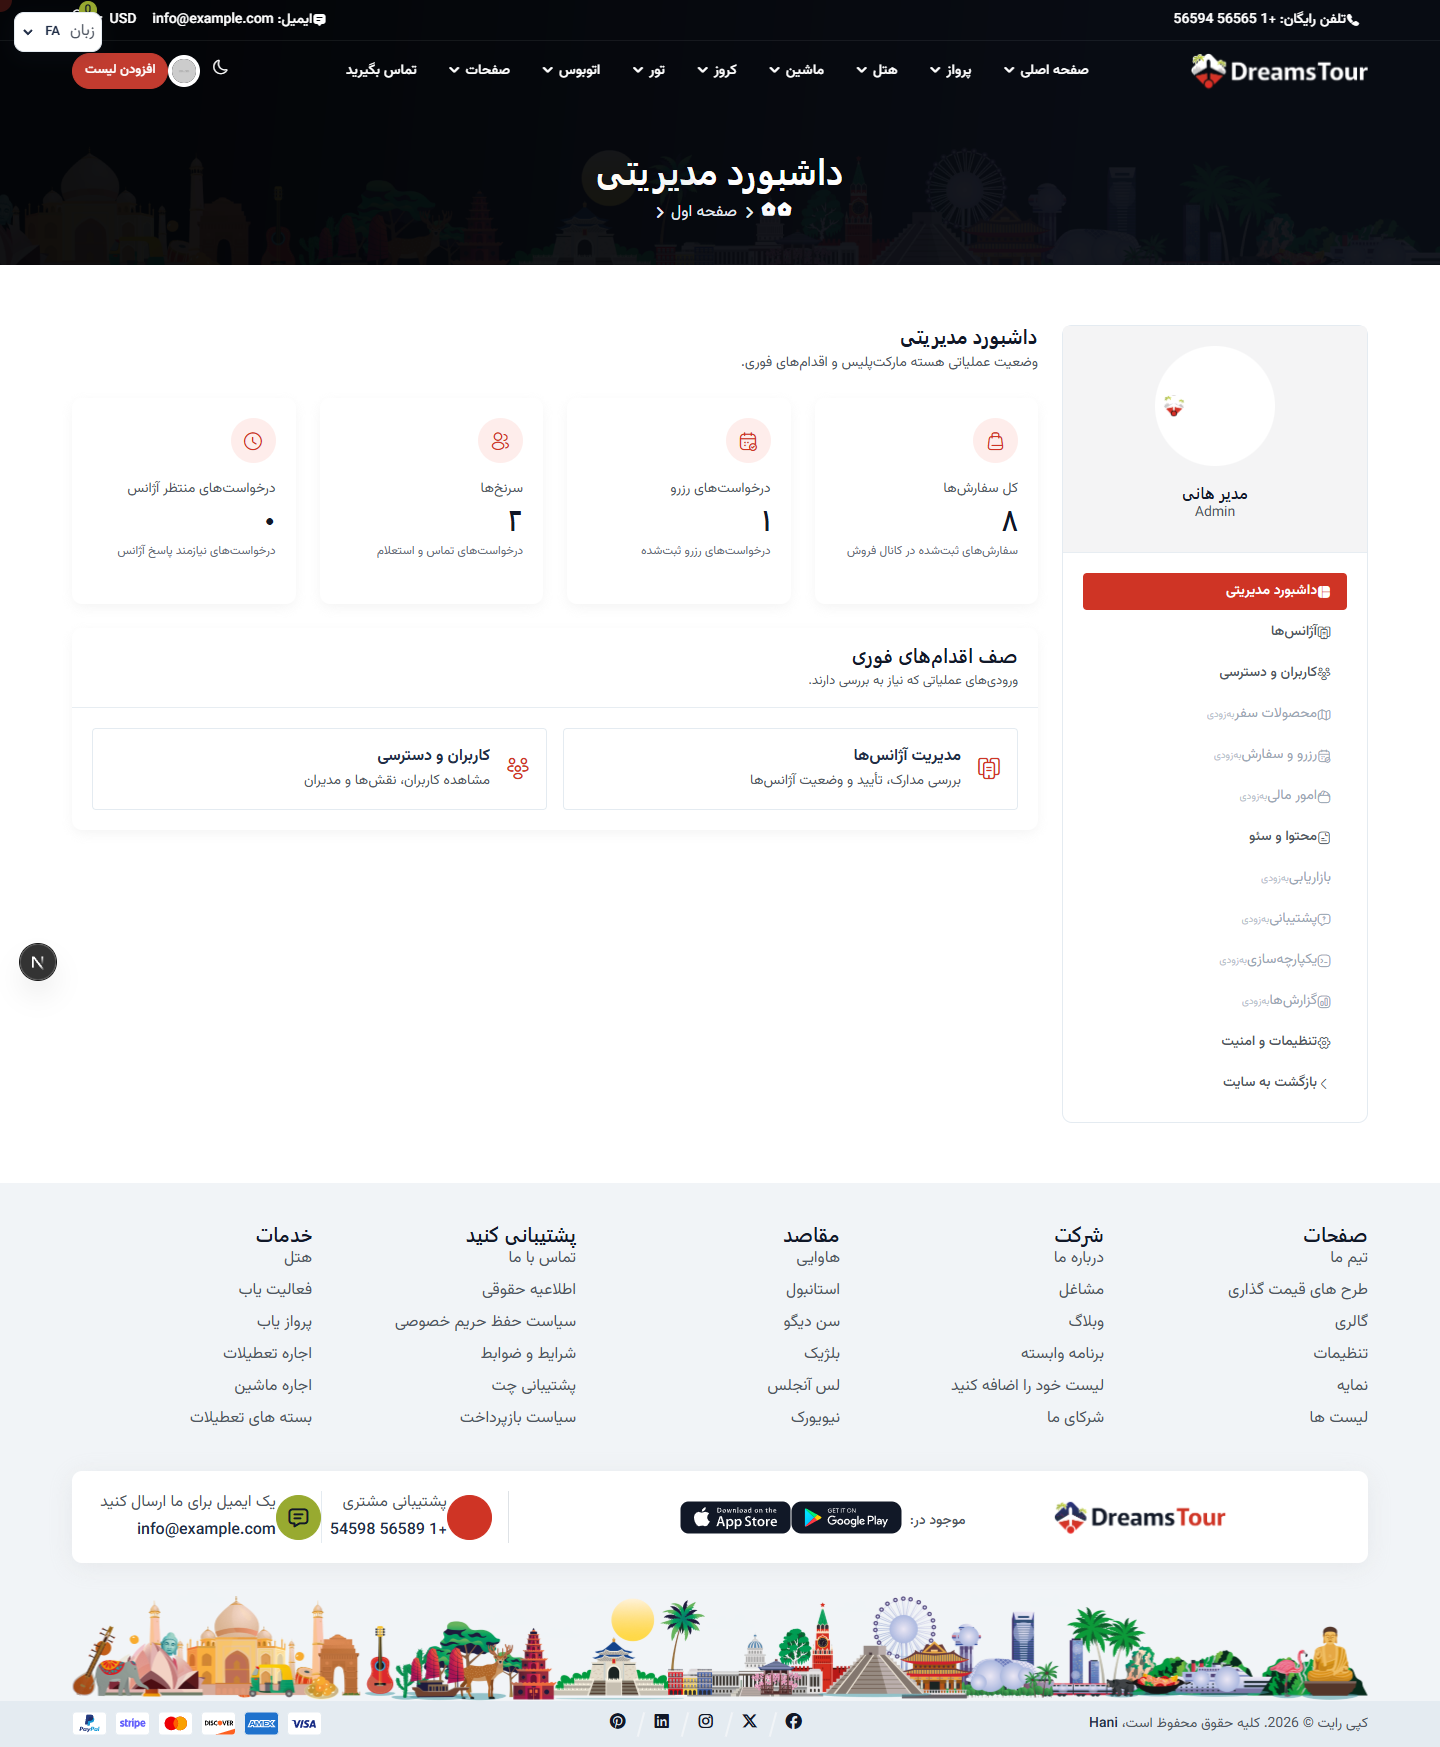 تلفن رایگان: +1 56565 56594
ایمیل: info@example.com
USD
0
زبان FA
DreamsTour
صفحه اصلی
پرواز
هتل
ماشین
کروز
تور
اتوبوس
صفحات
تماس بگیرید
افزودن لیست
داشبورد مدیریتی
صفحه اول
مدیر هانی
Admin
داشبورد مدیریتی
آژانس‌ها
کاربران و دسترسی
محصولات سفر به‌زودی
رزرو و سفارش به‌زودی
امور مالی به‌زودی
محتوا و سئو
بازاریابی به‌زودی
پشتیبانی به‌زودی
یکپارچه‌سازی به‌زودی
گزارش‌ها به‌زودی
تنظیمات و امنیت
بازگشت به سایت
داشبورد مدیریتی
وضعیت عملیاتی هسته مارکت‌پلیس و اقدام‌های فوری.
کل سفارش‌ها
۸
سفارش‌های ثبت‌شده در کانال فروش
درخواست‌های رزرو
۱
درخواست‌های رزرو ثبت‌شده
سرنخ‌ها
۲
درخواست‌های تماس و استعلام
درخواست‌های منتظر آژانس
۰
درخواست‌های نیازمند پاسخ آژانس
صف اقدام‌های فوری
ورودی‌های عملیاتی که نیاز به بررسی دارند.
مدیریت آژانس‌ها
بررسی مدارک، تأیید و وضعیت آژانس‌ها
کاربران و دسترسی
مشاهده کاربران، نقش‌ها و مدیران
N
صفحات
تیم ما
طرح های قیمت گذاری
گالری
تنظیمات
نمایه
لیست ها
شرکت
درباره ما
مشاغل
وبلاگ
برنامه وابسته
لیست خود را اضافه کنید
شرکای ما
مقاصد
هاوایی
استانبول
سن دیگو
بلژیک
لس آنجلس
نیویورک
پشتیبانی کنید
تماس با ما
اطلاعیه حقوقی
سیاست حفظ حریم خصوصی
شرایط و ضوابط
پشتیبانی چت
سیاست بازپرداخت
خدمات
هتل
فعالیت یاب
پرواز یاب
اجاره تعطیلات
اجاره ماشین
بسته های تعطیلات
DreamsTour
موجود در:
GET IT ON
Google Play
Download on the
App Store
پشتیبانی مشتری
+1 56589 54598
یک ایمیل برای ما ارسال کنید
info@example.com
کپی رایت © 2026. کلیه حقوق محفوظ است، Hani
PayPal
stripe
DISCOVER
AMEX
VISA